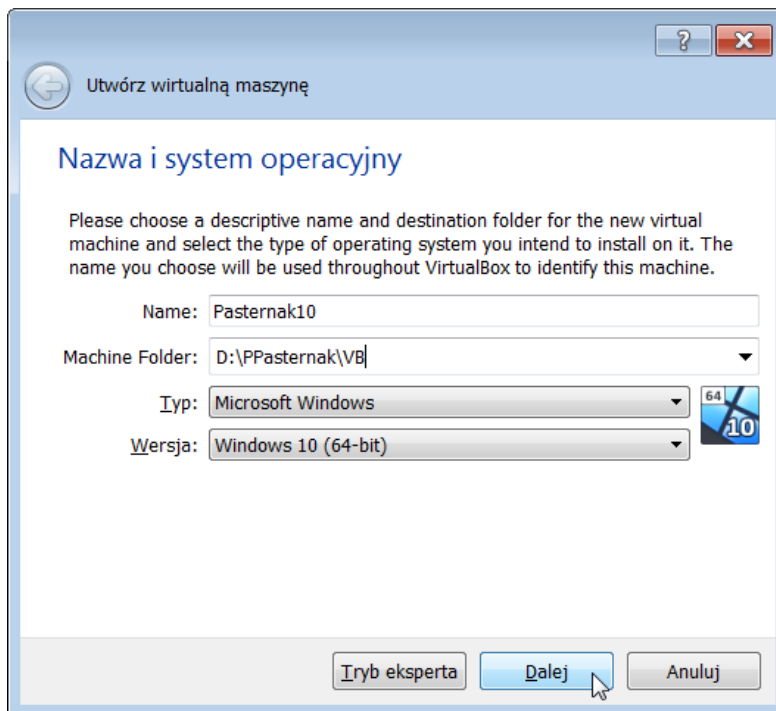 Utwórz wirtualną maszynę
Nazwa i system operacyjny
Please choose a descriptive name and destination folder for the new virtual
machine and select the type of operating system you intend to install on it. The
name you choose will be used throughout VirtualBox to identify this machine.
Name: Pasternak10
Machine Folder: D:\PPasternak\VB
Typ: Microsoft Windows
64
10
Wersja: Windows 10 (64-bit)
Tryb eksperta Dalej Anuluj